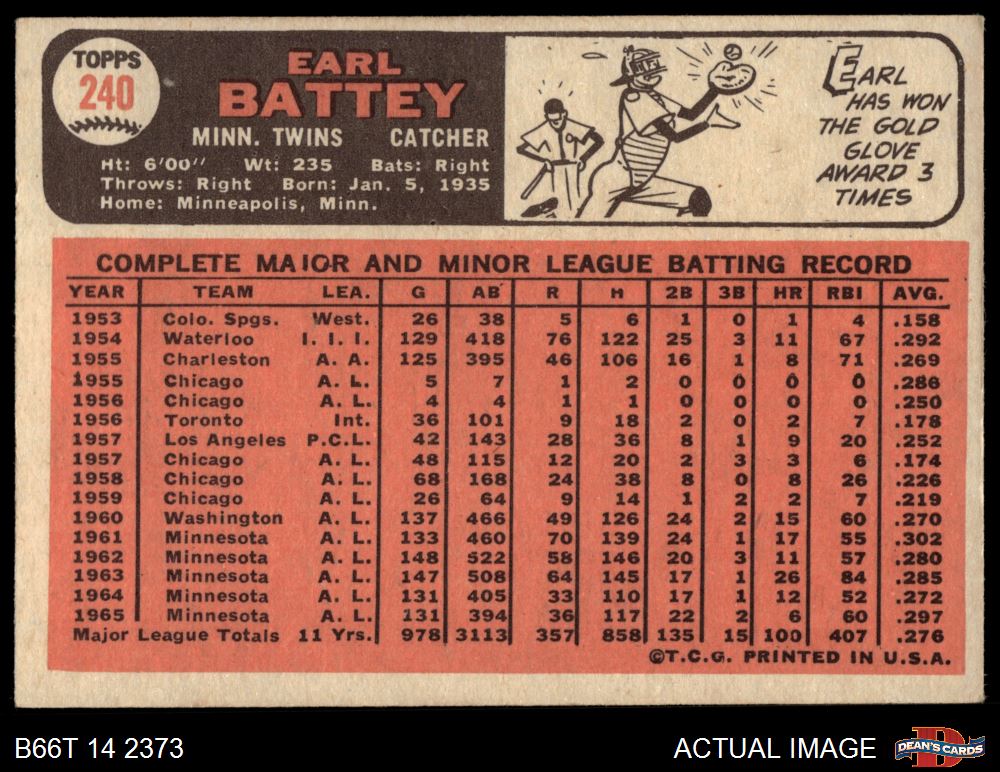 TOPPS
240
EARL
BATTEY
MINN. TWINS CATCHER
Ht: 6'00" Wt: 235 Bats: Right
Throws: Right Born: Jan. 5, 1935
Home: Minneapolis, Minn.
EARL
HAS WON
THE GOLD
GLOVE
AWARD 3
TIMES
COMPLETE MAJOR AND MINOR LEAGUE BATTING RECORD
YEAR TEAM LEA. G AB R H 2B 3B HR RBI AVG.
1953 Colo. Spgs. West. 26 38 5 6 1 0 1 4 .158
1954 Waterloo I. I. I. 129 418 76 122 25 3 11 67 .292
1955 Charleston A. A. 125 395 46 106 16 1 8 71 .269
1955 Chicago A. L. 5 7 1 2 0 0 0 0 .286
1956 Chicago A. L. 4 4 1 1 0 0 0 0 .250
1956 Toronto Int. 36 101 9 18 2 0 2 7 .178
1957 Los Angeles P.C.L. 42 143 28 36 8 1 9 20 .252
1957 Chicago A. L. 48 115 12 20 2 3 3 6 .174
1958 Chicago A. L. 68 168 24 38 8 0 8 26 .226
1959 Chicago A. L. 26 64 9 14 1 2 2 7 .219
1960 Washington A. L. 137 466 49 126 24 2 15 60 .270
1961 Minnesota A. L. 133 460 70 139 24 1 17 55 .302
1962 Minnesota A. L. 148 522 58 146 20 3 11 57 .280
1963 Minnesota A. L. 147 508 64 145 17 1 26 84 .285
1964 Minnesota A. L. 131 405 33 110 17 1 12 52 .272
1965 Minnesota A. L. 131 394 36 117 22 2 6 60 .297
Major League Totals 11 Yrs. 978 3113 357 858 135 15 100 407 .276
©T.C.G. PRINTED IN U.S.A.
B66T 14 2373
ACTUAL IMAGE
D
DEAN'S CARDS